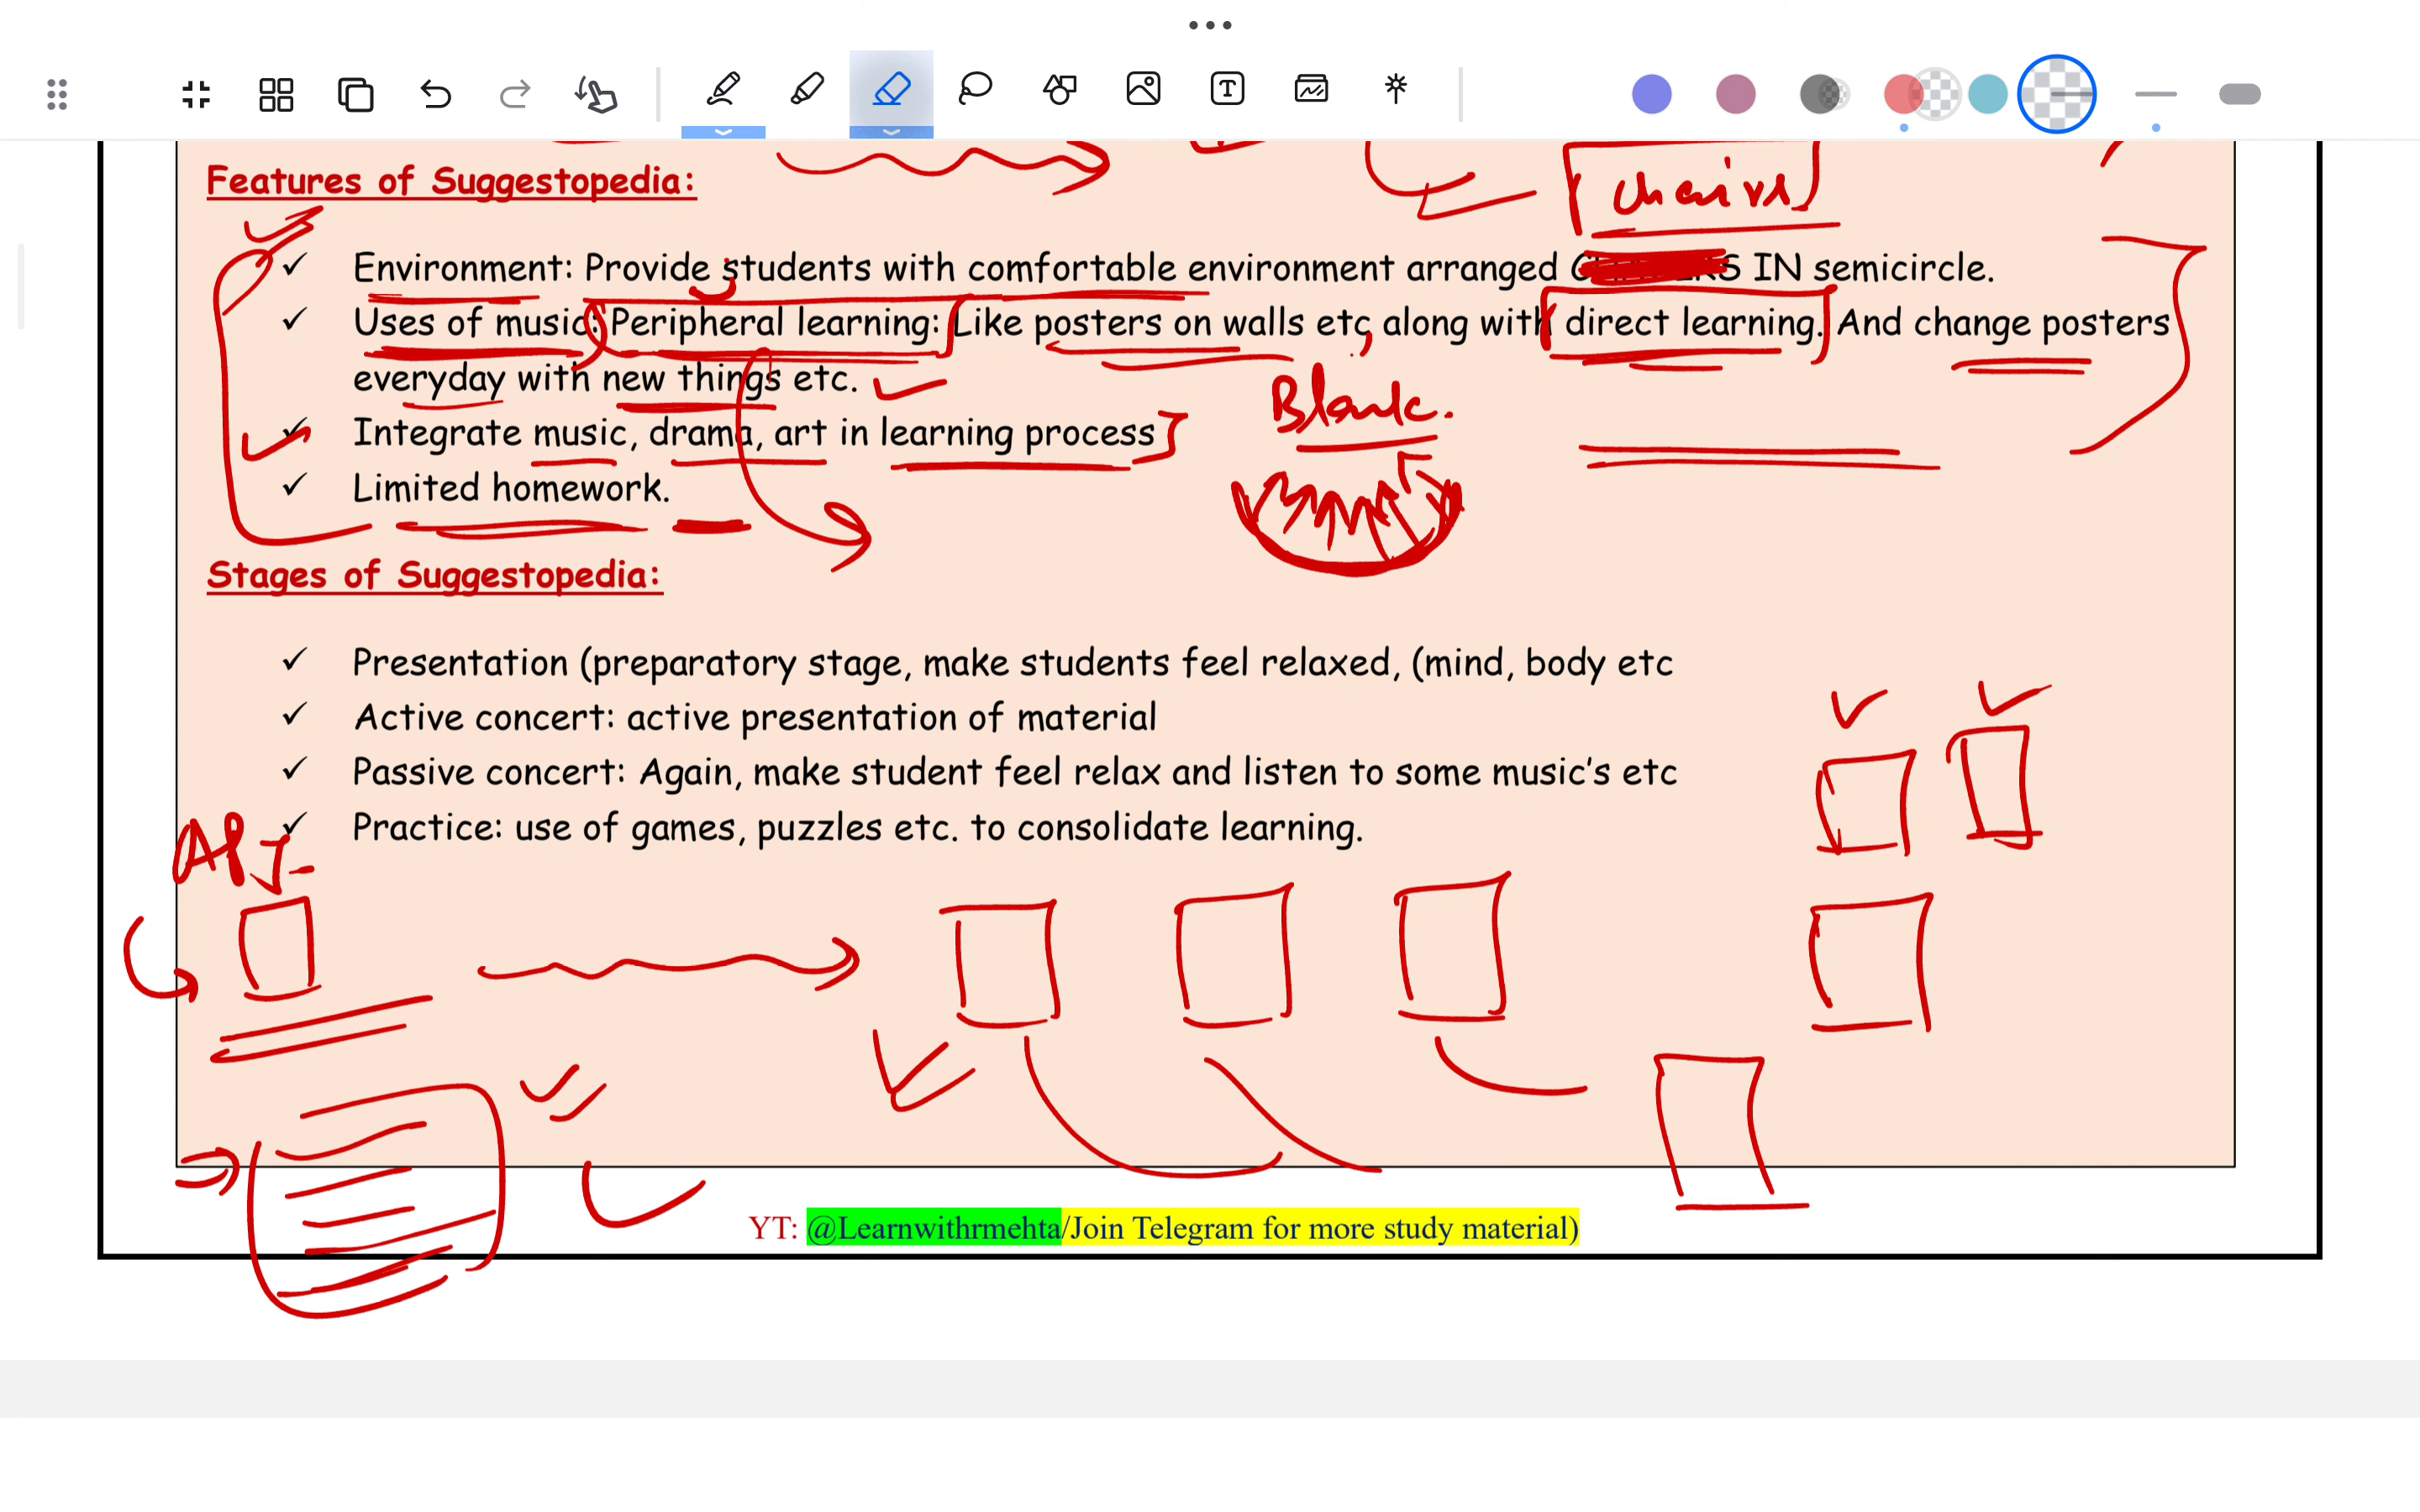 chairs
Features of Suggestopedia:
✓ Environment: Provide students with comfortable environment arranged IN semicircle.
✓ Uses of music: Peripheral learning: Like posters on walls etc, along with direct learning. And change posters
everyday with new things etc.
Blank.
✓ Integrate music, drama, art in learning process
✓ Limited homework.
Stages of Suggestopedia:
✓ Presentation (preparatory stage, make students feel relaxed, (mind, body etc
✓ Active concert: active presentation of material
✓ Passive concert: Again, make student feel relax and listen to some music's etc
✓ Practice: use of games, puzzles etc. to consolidate learning.
YT: @Learnwithrmehta/Join Telegram for more study material)